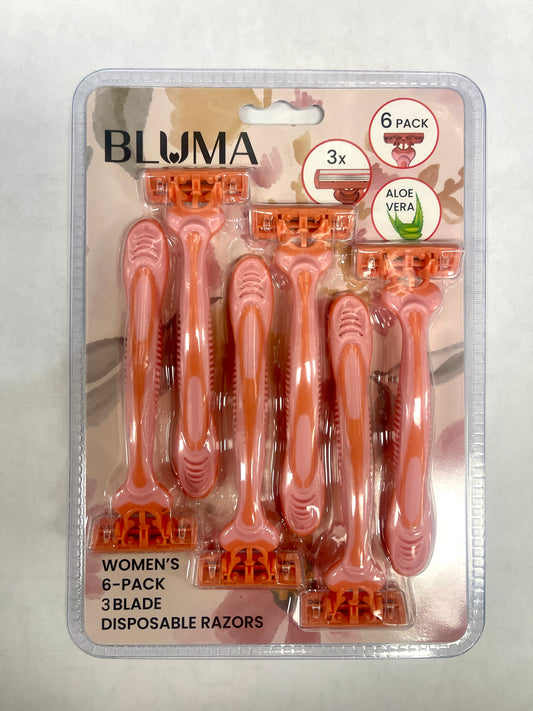 BLUMA
6 PACK
3x
ALOE
VERA
WOMEN'S
6-PACK
3 BLADE
DISPOSABLE RAZORS